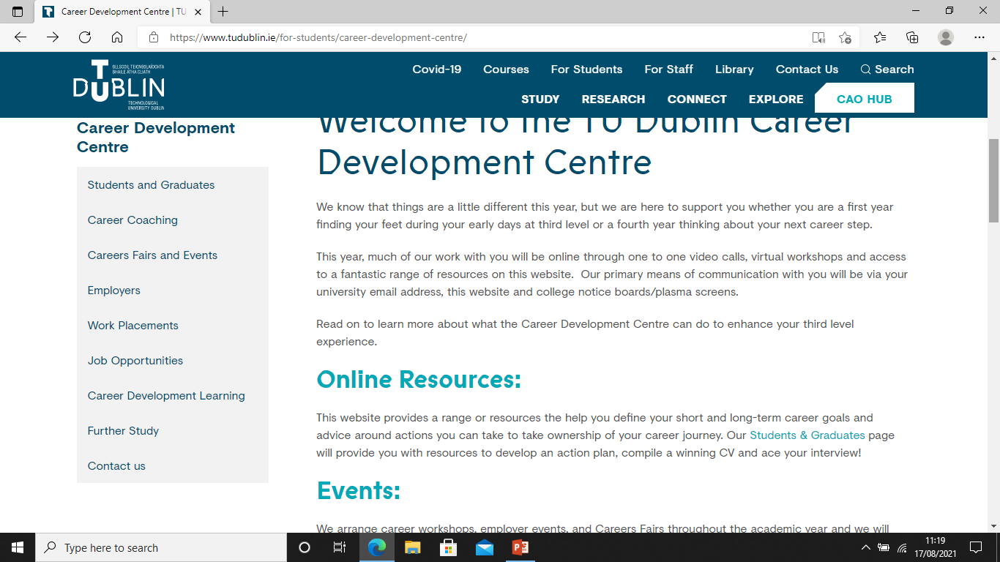 Career Development Centre | TU
https://www.tudublin.ie/for-students/career-development-centre/
OLLSCOIL TEICNEOLAÍOCHTA
BHAILE ÁTHA CLIATH
TU DUBLIN
TECHNOLOGICAL
UNIVERSITY DUBLIN
Covid-19 Courses For Students For Staff Library Contact Us Search
STUDY RESEARCH CONNECT EXPLORE CAO HUB
Career Development
Centre
Students and Graduates
Career Coaching
Careers Fairs and Events
Employers
Work Placements
Job Opportunities
Career Development Learning
Further Study
Contact us
Welcome to the TU Dublin Career
Development Centre
We know that things are a little different this year, but we are here to support you whether you are a first year
finding your feet during your early days at third level or a fourth year thinking about your next career step.
This year, much of our work with you will be online through one to one video calls, virtual workshops and access
to a fantastic range of resources on this website. Our primary means of communication with you will be via your
university email address, this website and college notice boards/plasma screens.
Read on to learn more about what the Career Development Centre can do to enhance your third level
experience.
Online Resources:
This website provides a range or resources the help you define your short and long-term career goals and
advice around actions you can take to take ownership of your career journey. Our Students & Graduates page
will provide you with resources to develop an action plan, compile a winning CV and ace your interview!
Events:
We arrange career workshops, employer events, and Careers Fairs throughout the academic year and we will
Type here to search
11:19
17/08/2021